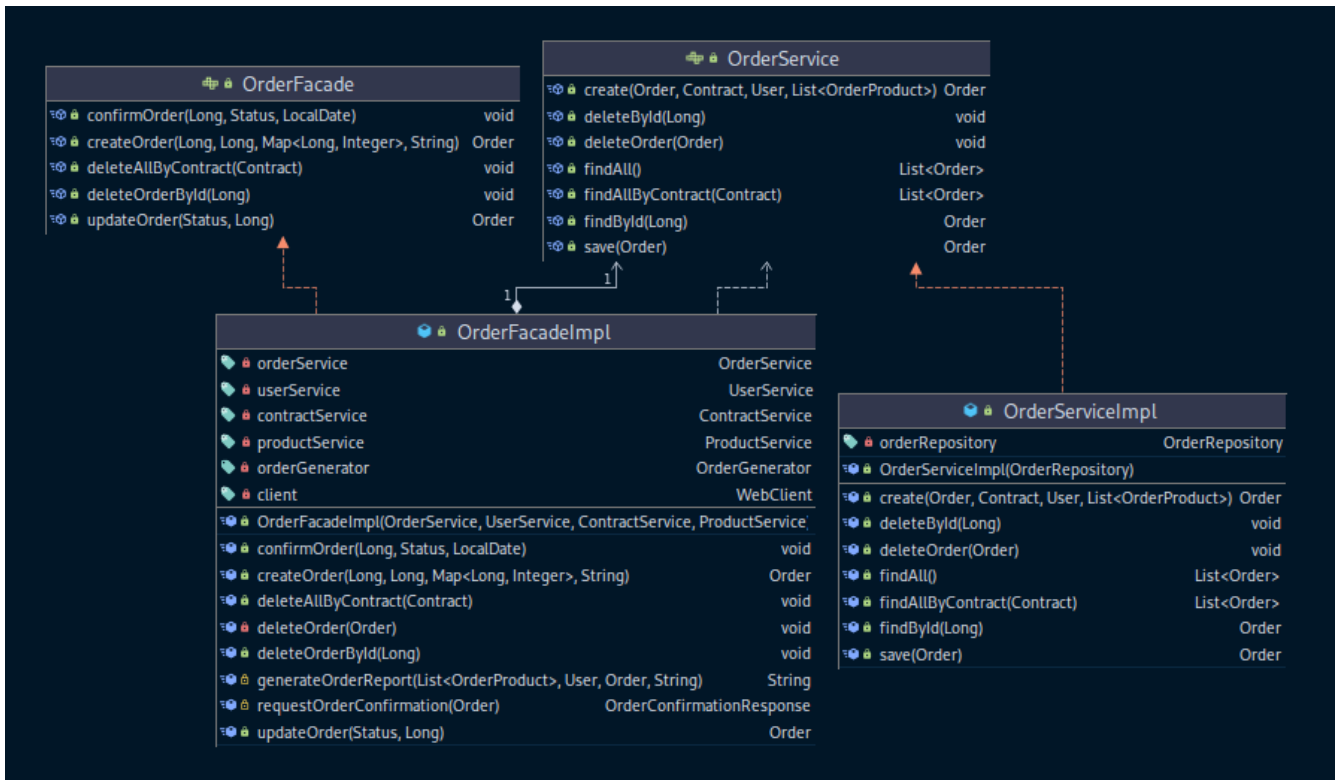 OrderFacade
confirmOrder(Long, Status, LocalDate) void
createOrder(Long, Long, Map<Long, Integer>, String) Order
deleteAllByContract(Contract) void
deleteOrderById(Long) void
updateOrder(Status, Long) Order
OrderService
create(Order, Contract, User, List<OrderProduct>) Order
deleteById(Long) void
deleteOrder(Order) void
findAll() List<Order>
findAllByContract(Contract) List<Order>
findById(Long) Order
save(Order) Order
1
1
OrderFacadeImpl
orderService OrderService
userService UserService
contractService ContractService
productService ProductService
orderGenerator OrderGenerator
client WebClient
OrderFacadeImpl(OrderService, UserService, ContractService, ProductService)
confirmOrder(Long, Status, LocalDate) void
createOrder(Long, Long, Map<Long, Integer>, String) Order
deleteAllByContract(Contract) void
deleteOrder(Order) void
deleteOrderById(Long) void
generateOrderReport(List<OrderProduct>, User, Order, String) String
requestOrderConfirmation(Order) OrderConfirmationResponse
updateOrder(Status, Long) Order
OrderServiceImpl
orderRepository OrderRepository
OrderServiceImpl(OrderRepository)
create(Order, Contract, User, List<OrderProduct>) Order
deleteById(Long) void
deleteOrder(Order) void
findAll() List<Order>
findAllByContract(Contract) List<Order>
findById(Long) Order
save(Order) Order